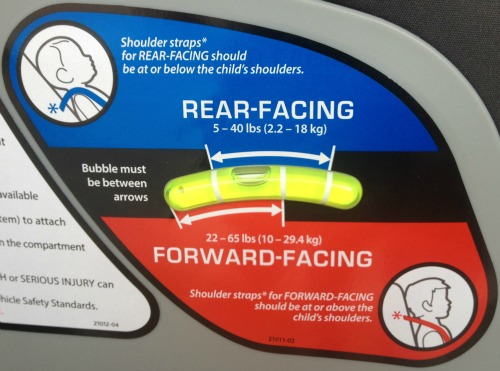 Shoulder straps*
for REAR-FACING should
be at or below the child's shoulders.
*
REAR-FACING
5 – 40 lbs (2.2 – 18 kg)
Bubble must
be between
arrows
22 – 65 lbs (10 – 29.4 kg)
FORWARD-FACING
Shoulder straps* for FORWARD-FACING
should be at or above the
child's shoulders.
*
21011-03
available
to attach
the compartment
or SERIOUS INJURY can
Safety Standards.
21012-04